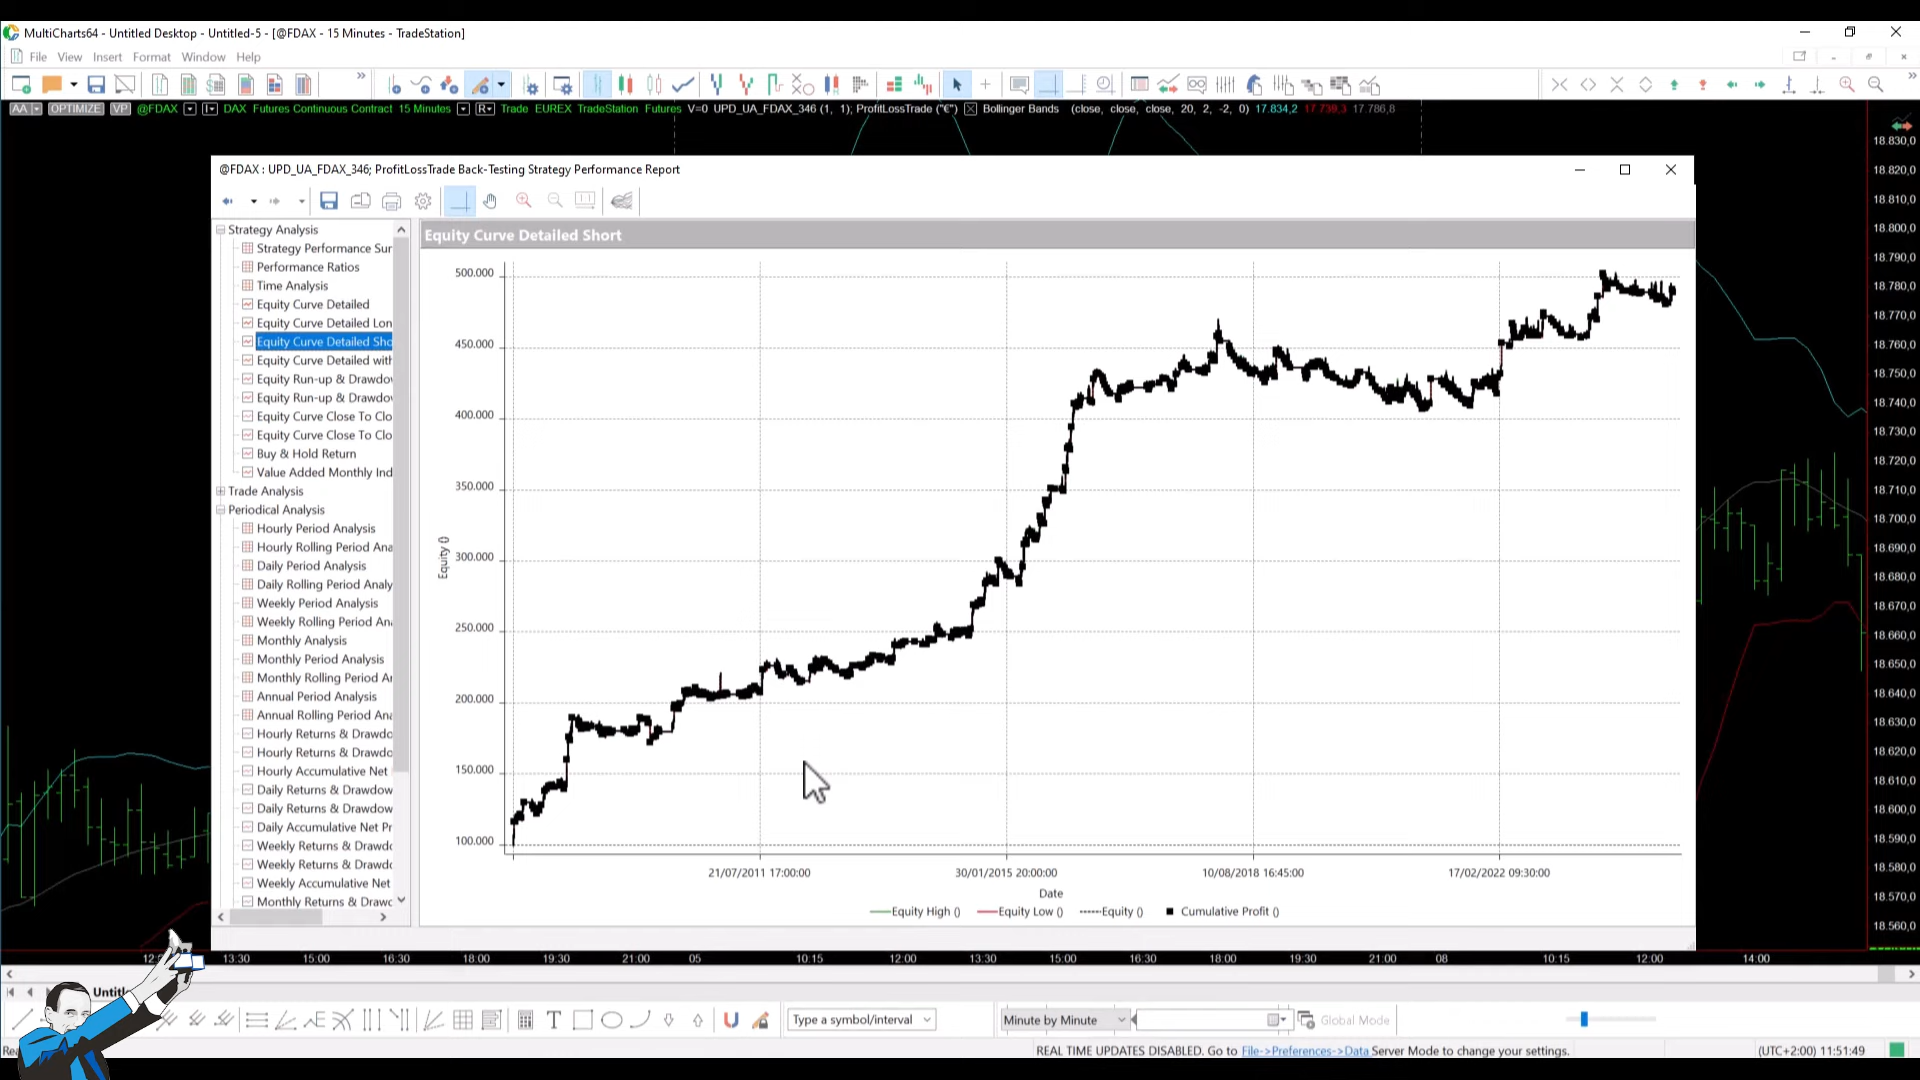 MultiCharts64 - Untitled Desktop - Untitled-5 - [@FDAX - 15 Minutes - TradeStation]
File View Insert Format Window Help
AA OPTIMIZE VP @FDAX I DAX Futures Continuous Contract 15 Minutes R Trade EUREX TradeStation Futures V=0 UPD_UA_FDAX_346 (1, 1); ProfitLossTrade ("€") Bollinger Bands (close, close, close, 20, 2, -2, 0) 17.834,2 17.739,3 17.786,8
@FDAX : UPD_UA_FDAX_346; ProfitLossTrade Back-Testing Strategy Performance Report
Strategy Analysis
Strategy Performance Sur
Performance Ratios
Time Analysis
Equity Curve Detailed
Equity Curve Detailed Lon
Equity Curve Detailed Sho
Equity Curve Detailed with
Equity Run-up & Drawdov
Equity Run-up & Drawdov
Equity Curve Close To Clo
Equity Curve Close To Clo
Buy & Hold Return
Value Added Monthly Ind
Trade Analysis
Periodical Analysis
Hourly Period Analysis
Hourly Rolling Period Ana
Daily Period Analysis
Daily Rolling Period Analy
Weekly Period Analysis
Weekly Rolling Period An
Monthly Analysis
Monthly Period Analysis
Monthly Rolling Period Ar
Annual Period Analysis
Annual Rolling Period Ana
Hourly Returns & Drawdo
Hourly Returns & Drawdo
Hourly Accumulative Net
Daily Returns & Drawdow
Daily Returns & Drawdow
Daily Accumulative Net Pr
Weekly Returns & Drawdo
Weekly Returns & Drawdo
Weekly Accumulative Net
Monthly Returns & Drawd
Equity Curve Detailed Short
500.000
450.000
400.000
350.000
300.000
250.000
200.000
150.000
100.000
Equity ()
21/07/2011 17:00:00 30/01/2015 20:00:00 10/08/2018 16:45:00 17/02/2022 09:30:00
Date
Equity High () Equity Low () Equity () Cumulative Profit ()
18.830,0
18.820,0
18.810,0
18.800,0
18.790,0
18.780,0
18.770,0
18.760,0
18.750,0
18.740,0
18.730,0
18.720,0
18.710,0
18.700,0
18.690,0
18.680,0
18.670,0
18.660,0
18.650,0
18.640,0
18.630,0
18.620,0
18.610,0
18.600,0
18.590,0
18.580,0
18.570,0
18.560,0
13:30 15:00 16:30 18:00 19:30 21:00 05 10:15 12:00 13:30 15:00 16:30 18:00 19:30 21:00 08 10:15 12:00 14:00
Type a symbol/interval Minute by Minute Global Mode
REAL TIME UPDATES DISABLED. Go to File->Preferences->Data Server Mode to change your settings. (UTC+2:00) 11:51:49